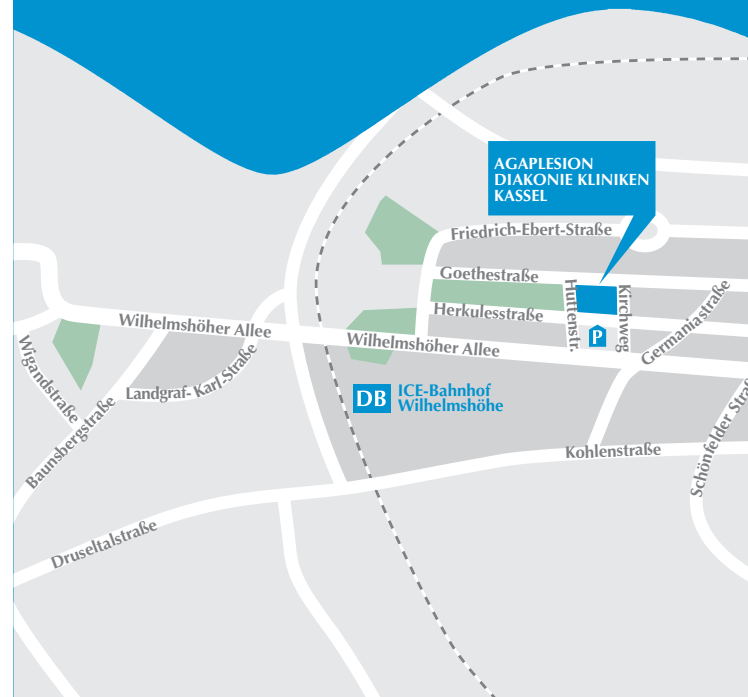 AGAPLESION
DIAKONIE KLINIKEN
KASSEL
Friedrich-Ebert-Straße
Goethestraße
Huttenstr.
Kirchweg
Herkulesstraße
Germaniastraße
P
Wilhelmshöher Allee
Wilhelmshöher Allee
Wigandstraße
Landgraf- Karl-Straße
DB
ICE-Bahnhof
Wilhelmshöhe
Baunsbergstraße
Schönfelder Straß
Kohlenstraße
Druseltalstraße